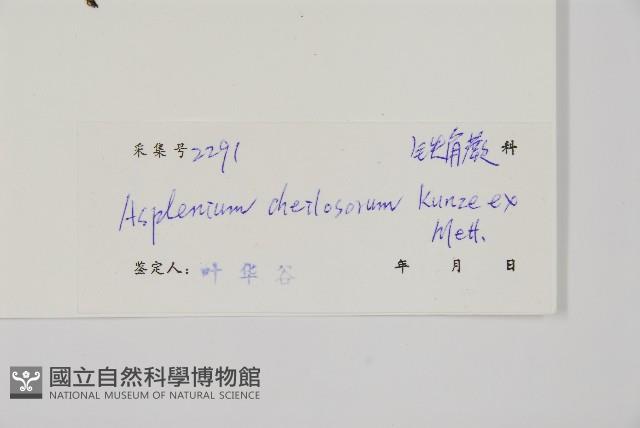 采集号 2291 铁角蕨 科
Asplenium cheilosorum Kunze ex
Mett.
鉴定人: 叶华谷 年 月 日
國立自然科學博物館
NATIONAL MUSEUM OF NATURAL SCIENCE